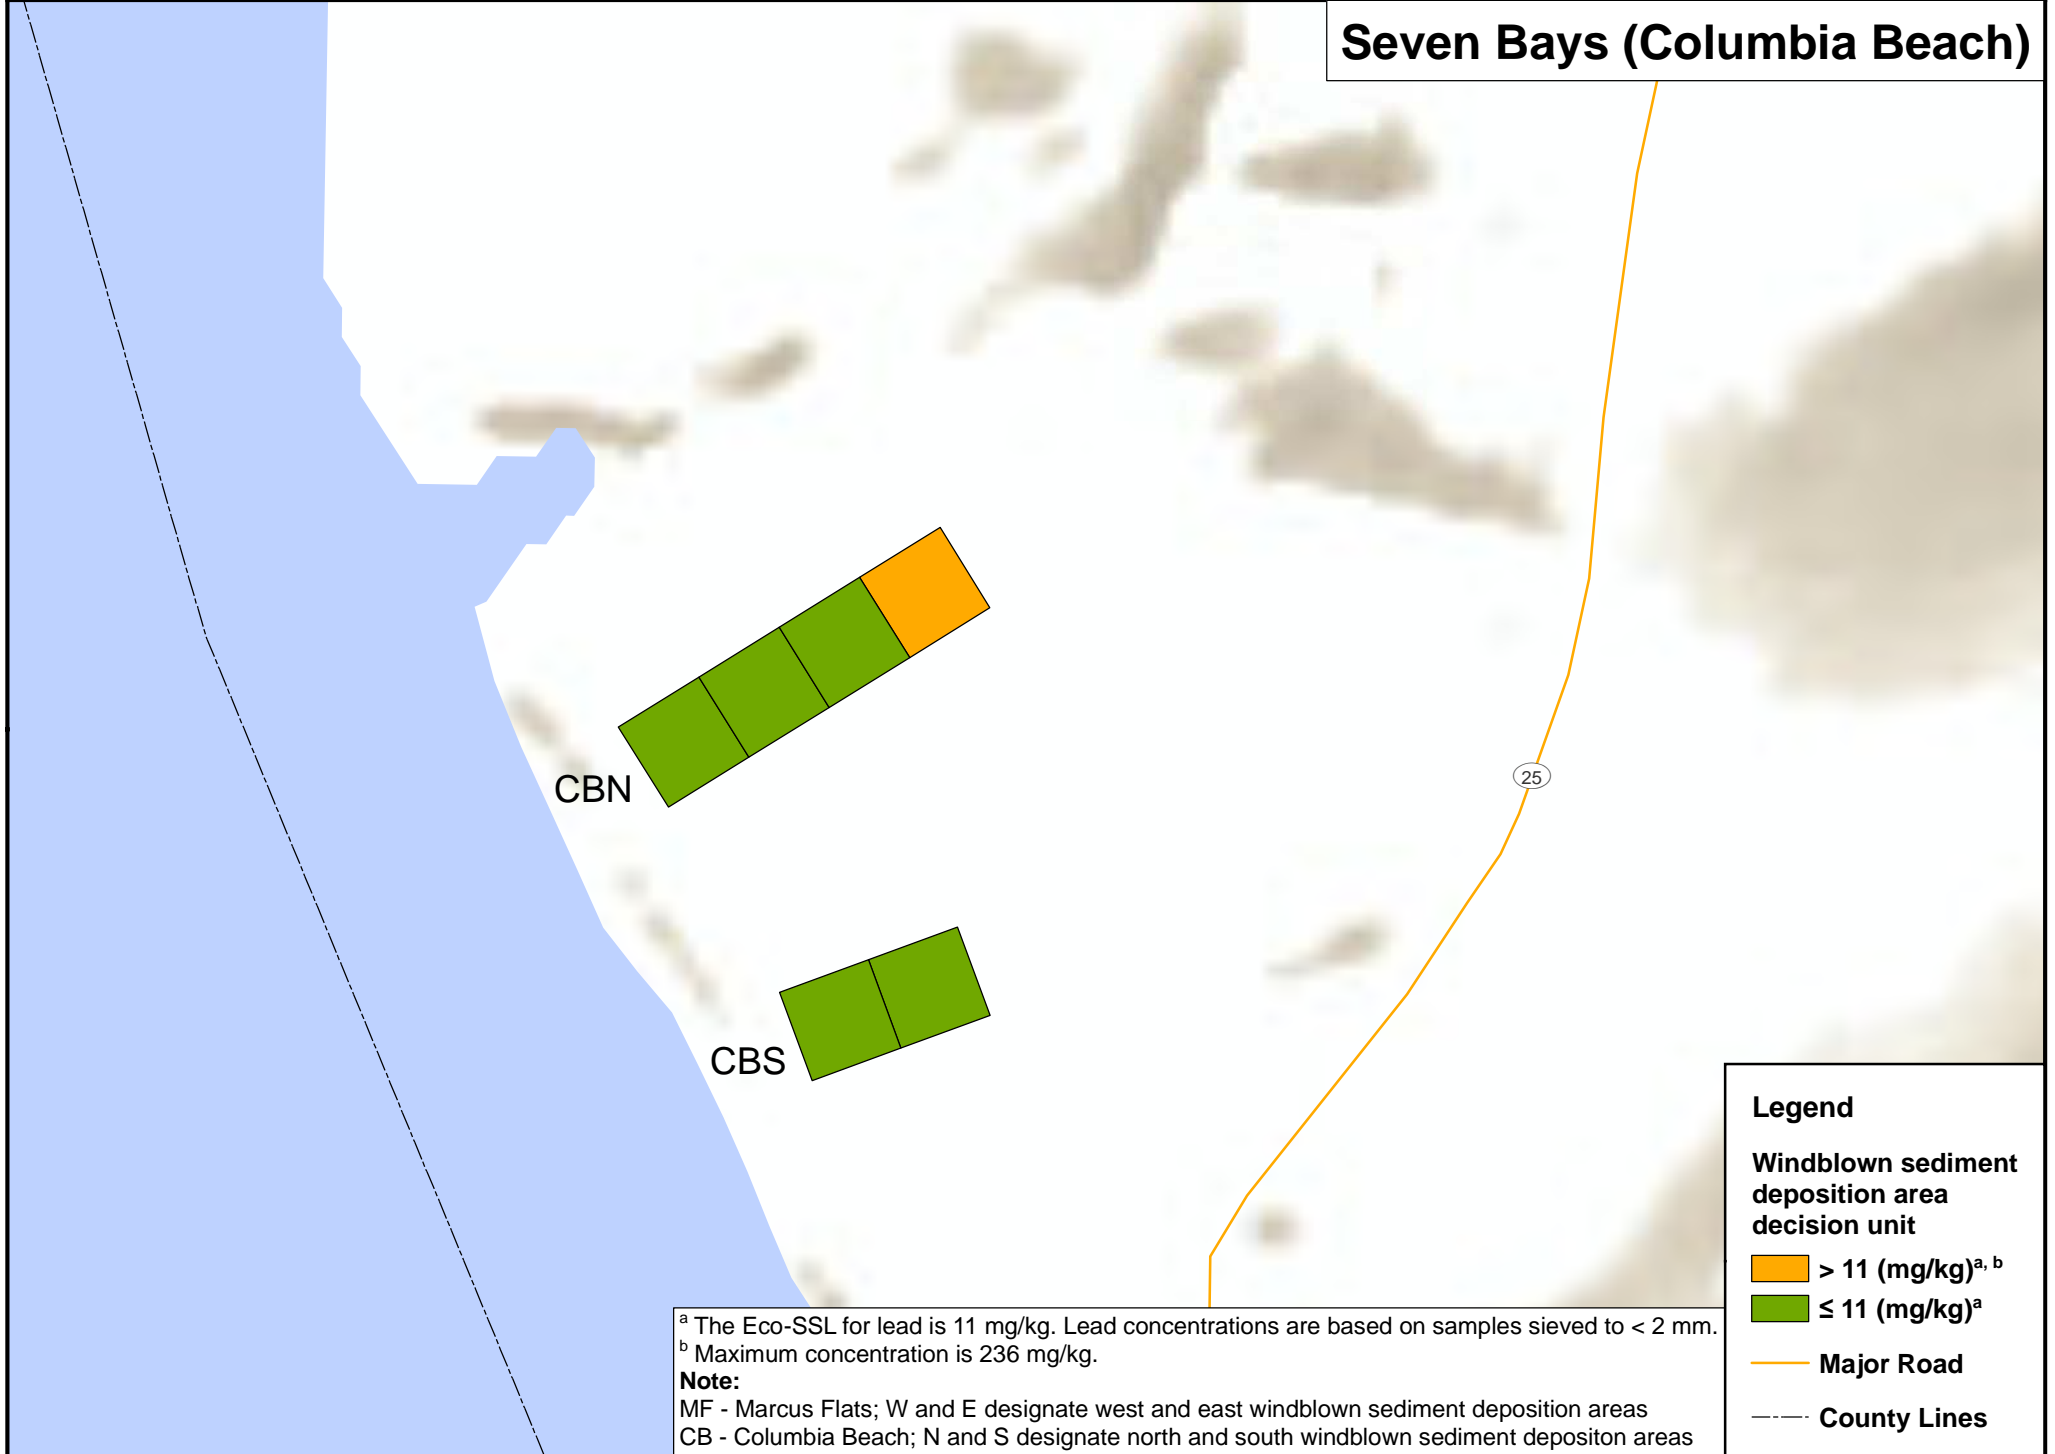 Seven Bays (Columbia Beach)
CBN
25
CBS
Legend
Windblown sediment
deposition area
decision unit
> 11 (mg/kg)a, b
≤ 11 (mg/kg)a
Major Road
County Lines
a The Eco-SSL for lead is 11 mg/kg. Lead concentrations are based on samples sieved to < 2 mm.
b Maximum concentration is 236 mg/kg.
Note:
MF - Marcus Flats; W and E designate west and east windblown sediment deposition areas
CB - Columbia Beach; N and S designate north and south windblown sediment depositon areas